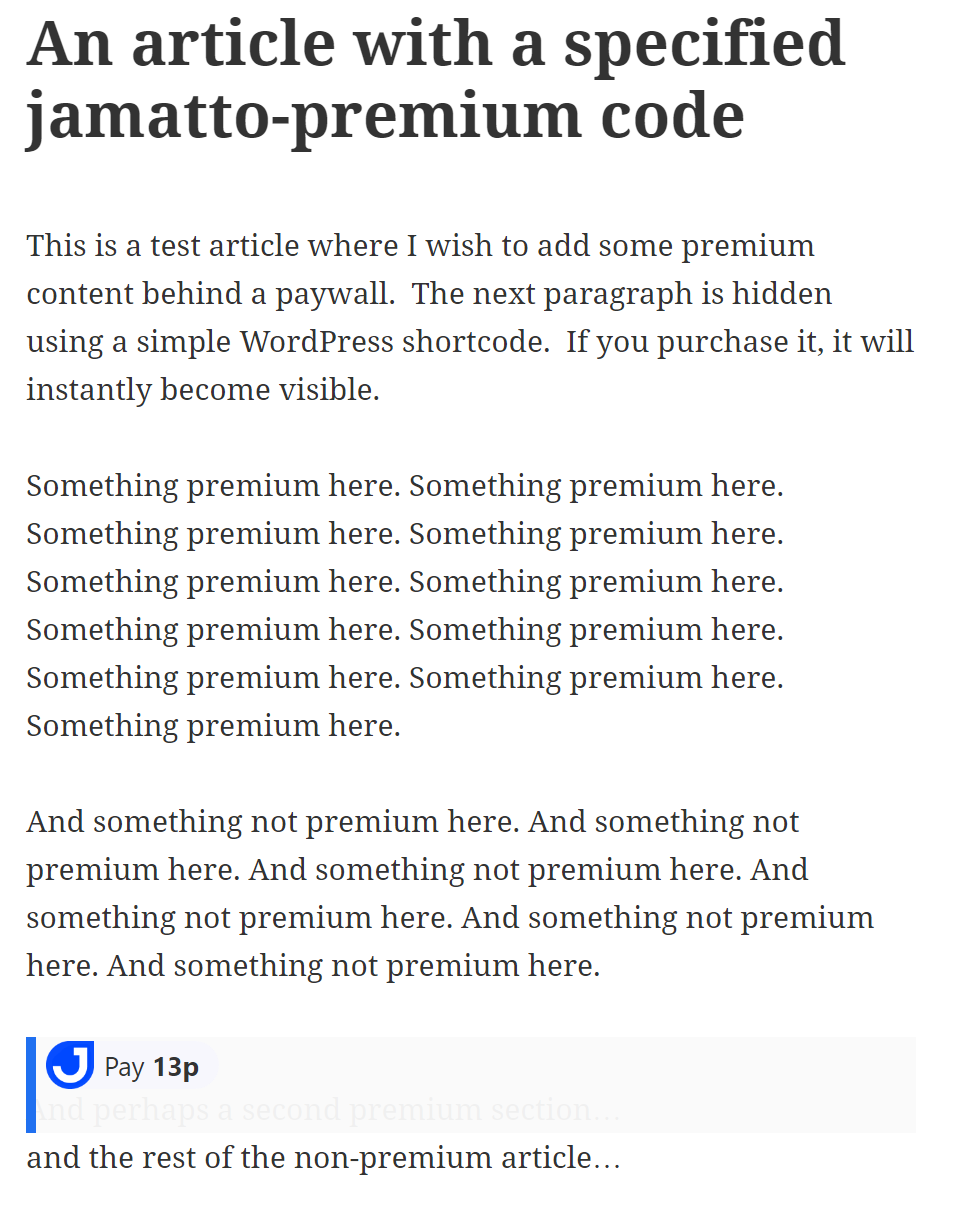 An article with a specified
jamatto-premium code
This is a test article where I wish to add some premium
content behind a paywall.  The next paragraph is hidden
using a simple WordPress shortcode.  If you purchase it, it will
instantly become visible.
Something premium here. Something premium here.
Something premium here. Something premium here.
Something premium here. Something premium here.
Something premium here. Something premium here.
Something premium here. Something premium here.
Something premium here.
And something not premium here. And something not
premium here. And something not premium here. And
something not premium here. And something not premium
here. And something not premium here.
Pay 13p
And perhaps a second premium section…
and the rest of the non-premium article…